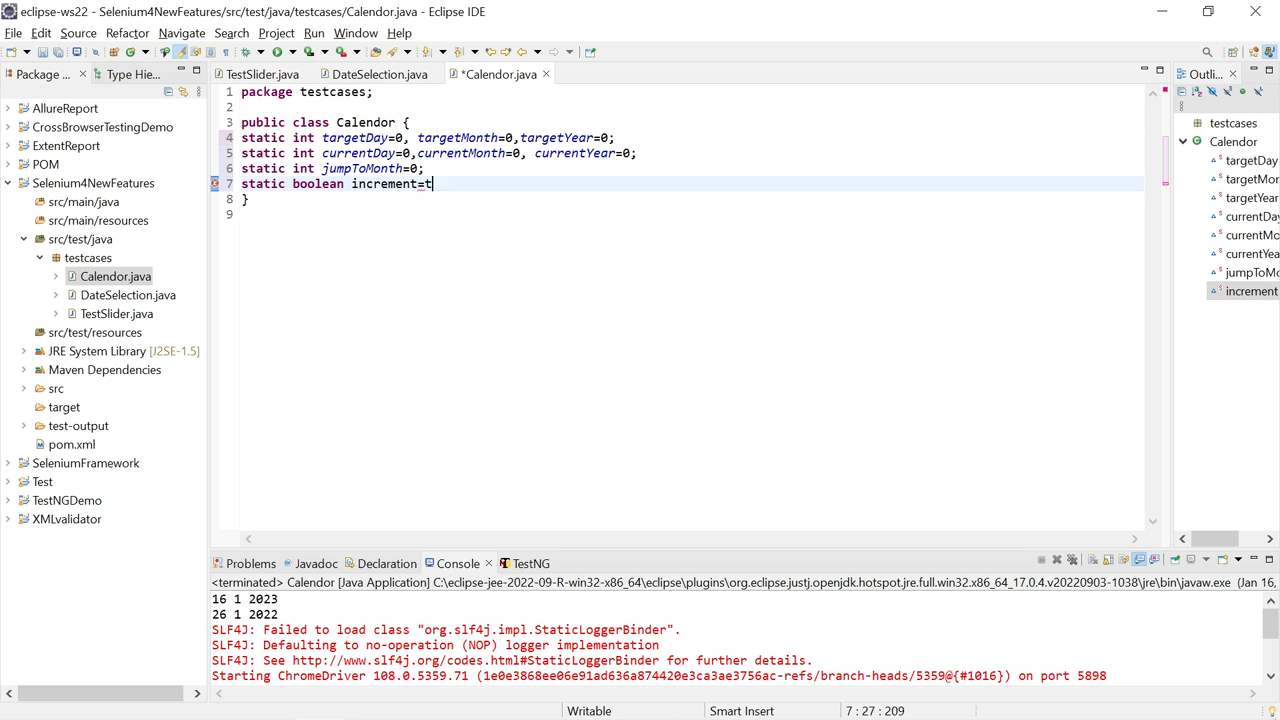 eclipse-ws22 - Selenium4NewFeatures/src/test/java/testcases/Calendor.java - Eclipse IDE
File Edit Source Refactor Navigate Search Project Run Window Help
Package ... Type Hie...
TestSlider.java DateSelection.java *Calendor.java
Outli...
AllureReport
CrossBrowserTestingDemo
ExtentReport
POM
Selenium4NewFeatures
src/main/java
src/main/resources
src/test/java
testcases
Calendor.java
DateSelection.java
TestSlider.java
src/test/resources
JRE System Library [J2SE-1.5]
Maven Dependencies
src
target
test-output
pom.xml
SeleniumFramework
Test
TestNGDemo
XMLvalidator
1 package testcases;
2
3 public class Calendor {
4 static int targetDay=0, targetMonth=0,targetYear=0;
5 static int currentDay=0,currentMonth=0, currentYear=0;
6 static int jumpToMonth=0;
7 static boolean increment=t
8 }
9
testcases
Calendor
targetDay
targetMor
targetYear
currentDay
currentMo
currentYe
jumpToMo
increment
Problems Javadoc Declaration Console TestNG
<terminated> Calendor [Java Application] C:\eclipse-jee-2022-09-R-win32-x86_64\eclipse\plugins\org.eclipse.justj.openjdk.hotspot.jre.full.win32.x86_64_17.0.4.v20220903-1038\jre\bin\javaw.exe (Jan 16,
16 1 2023
26 1 2022
SLF4J: Failed to load class "org.slf4j.impl.StaticLoggerBinder".
SLF4J: Defaulting to no-operation (NOP) logger implementation
SLF4J: See http://www.slf4j.org/codes.html#StaticLoggerBinder for further details.
Starting ChromeDriver 108.0.5359.71 (1e0e3868ee06e91ad636a874420e3ca3ae3756ac-refs/branch-heads/5359@{#1016}) on port 5898
Writable Smart Insert 7 : 27 : 209